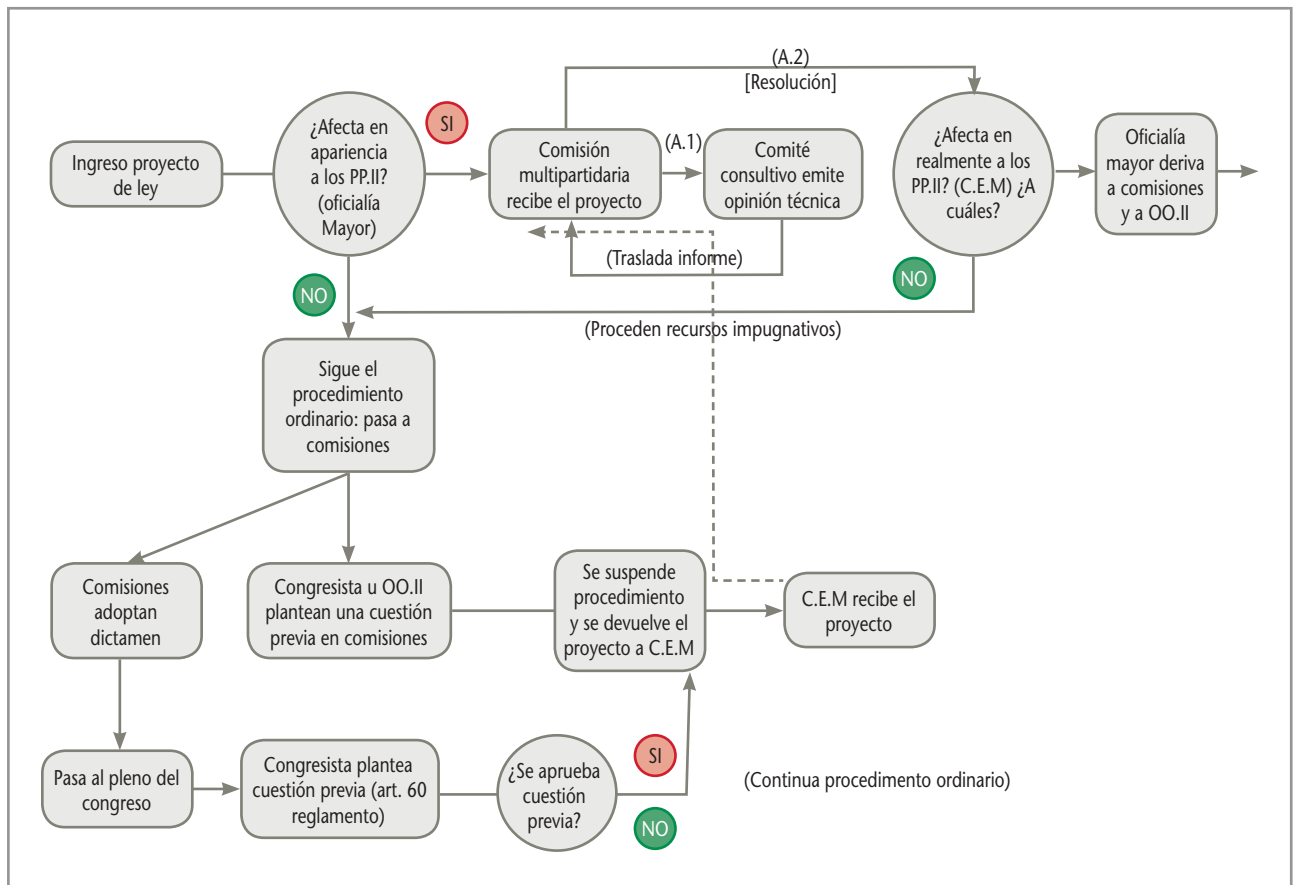 (A.2)
[Resolución]
Ingreso proyecto
de ley
¿Afecta en
apariencia
a los PP.II?
(oficialía
Mayor)
SI
Comisión
multipartidaria
recibe el proyecto
(A.1)
Comité
consultivo emite
opinión técnica
¿Afecta en
realmente a los
PP.II? (C.E.M) ¿A
cuáles?
Oficialía
mayor deriva
a comisiones
y a OO.II
(Traslada informe)
NO
NO
(Proceden recursos impugnativos)
Sigue el
procedimiento
ordinario: pasa a
comisiones
Comisiones
adoptan
dictamen
Congresista u OO.II
plantean una cuestión
previa en comisiones
Se suspende
procedimiento
y se devuelve el
proyecto a C.E.M
C.E.M recibe el
proyecto
Pasa al pleno del
congreso
Congresista plantea
cuestión previa (art. 60
reglamento)
¿Se aprueba
cuestión
previa?
SI
NO
(Continua procedimento ordinario)